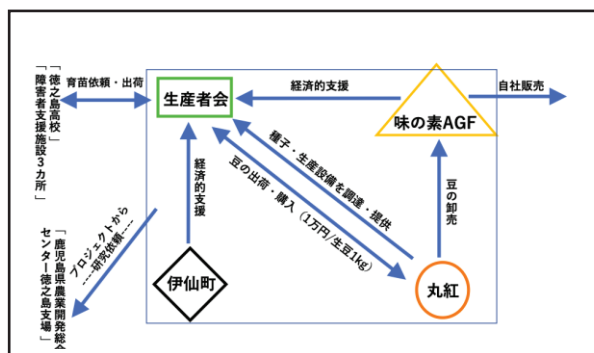 「徳之島高校」
「障害者支援施設3カ所」
育苗依頼・出荷
生産者会
経済的支援
味の素AGF
自社販売
種子・生産設備を調達・提供
豆の出荷・購入（1万円/生豆1kg）
経済的支援
豆の卸売
プロジェクトから
----研究依頼----
「鹿児島県農業開発総合
センター徳之島支場」
伊仙町
丸紅